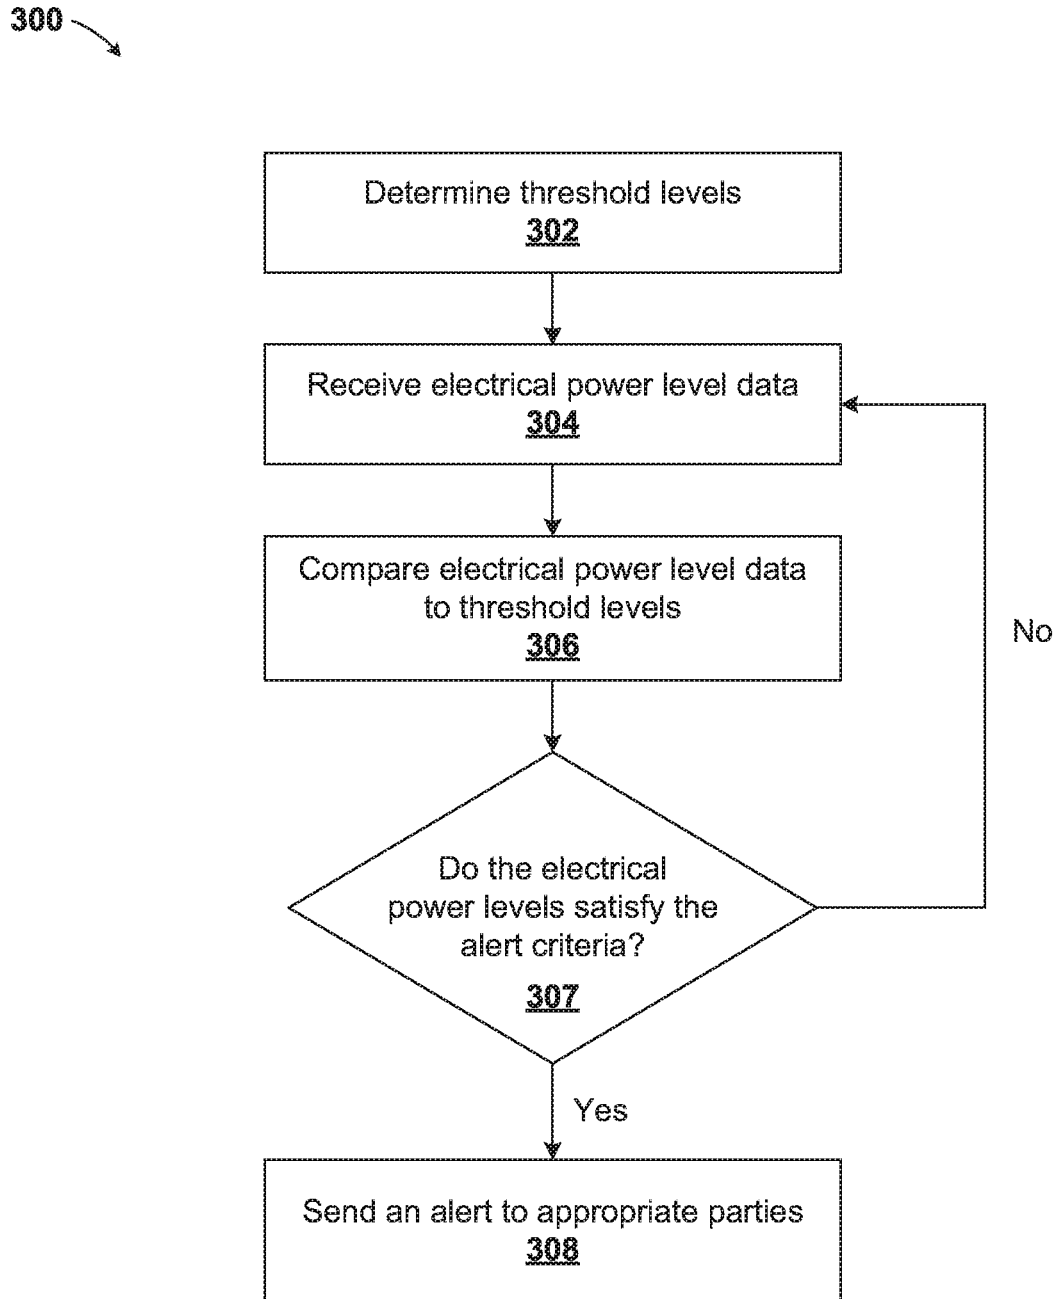 300
Determine threshold levels
302
Receive electrical power level data
304
Compare electrical power level data
to threshold levels
306
No
Do the electrical
power levels satisfy the
alert criteria?
307
Yes
Send an alert to appropriate parties
308